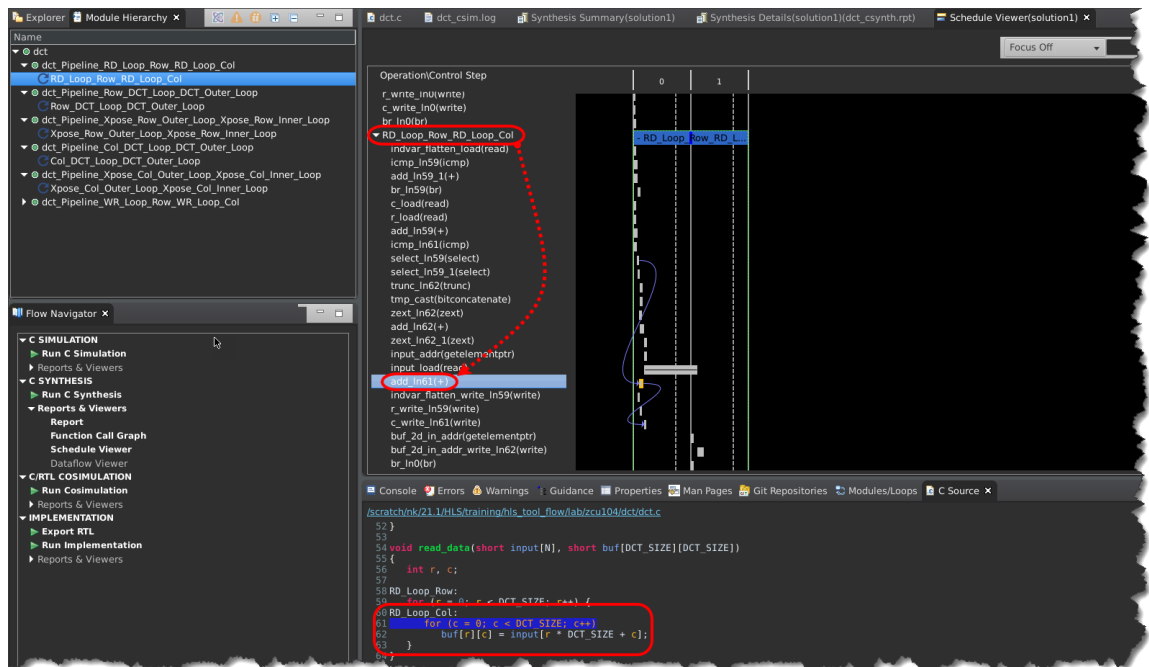 Explorer Module Hierarchy
Name
dct
dct_Pipeline_RD_Loop_Row_RD_Loop_Col
RD_Loop_Row_RD_Loop_Col
dct_Pipeline_Row_DCT_Loop_DCT_Outer_Loop
Row_DCT_Loop_DCT_Outer_Loop
dct_Pipeline_Xpose_Row_Outer_Loop_Xpose_Row_Inner_Loop
Xpose_Row_Outer_Loop_Xpose_Row_Inner_Loop
dct_Pipeline_Col_DCT_Loop_DCT_Outer_Loop
Col_DCT_Loop_DCT_Outer_Loop
dct_Pipeline_Xpose_Col_Outer_Loop_Xpose_Col_Inner_Loop
Xpose_Col_Outer_Loop_Xpose_Col_Inner_Loop
dct_Pipeline_WR_Loop_Row_WR_Loop_Col
Flow Navigator
C SIMULATION
Run C Simulation
Reports & Viewers
C SYNTHESIS
Run C Synthesis
Reports & Viewers
Report
Function Call Graph
Schedule Viewer
Dataflow Viewer
C/RTL COSIMULATION
Run Cosimulation
Reports & Viewers
IMPLEMENTATION
Export RTL
Run Implementation
Reports & Viewers
dct.c dct_csim.log Synthesis Summary(solution1) Synthesis Details(solution1)(dct_csynth.rpt) Schedule Viewer(solution1)
Focus Off
Operation\Control Step 0 1
r_write_ln0(write)
c_write_ln0(write)
br_ln0(br)
RD_Loop_Row_RD_Loop_Col - RD_Loop_Row_RD_L...
indvar_flatten_load(read)
icmp_ln59(icmp)
add_ln59_1(+)
br_ln59(br)
c_load(read)
r_load(read)
add_ln59(+)
icmp_ln61(icmp)
select_ln59(select)
select_ln59_1(select)
trunc_ln62(trunc)
tmp_cast(bitconcatenate)
zext_ln62(zext)
add_ln62(+)
zext_ln62_1(zext)
input_addr(getelementptr)
input_load(read)
add_ln61(+)
indvar_flatten_write_ln59(write)
r_write_ln59(write)
c_write_ln61(write)
buf_2d_in_addr(getelementptr)
buf_2d_in_addr_write_ln62(write)
br_ln0(br)
Console Errors Warnings Guidance Properties Man Pages Git Repositories Modules/Loops C Source
/scratch/nk/21.1/HLS/training/hls_tool_flow/lab/zcu104/dct/dct.c
52 }
53
54 void read_data(short input[N], short buf[DCT_SIZE][DCT_SIZE])
55 {
56 int r, c;
57
58 RD_Loop_Row:
59 for (r = 0; r < DCT_SIZE; r++) {
60 RD_Loop_Col:
61 for (c = 0; c < DCT_SIZE; c++)
62 buf[r][c] = input[r * DCT_SIZE + c];
63 }
64 }